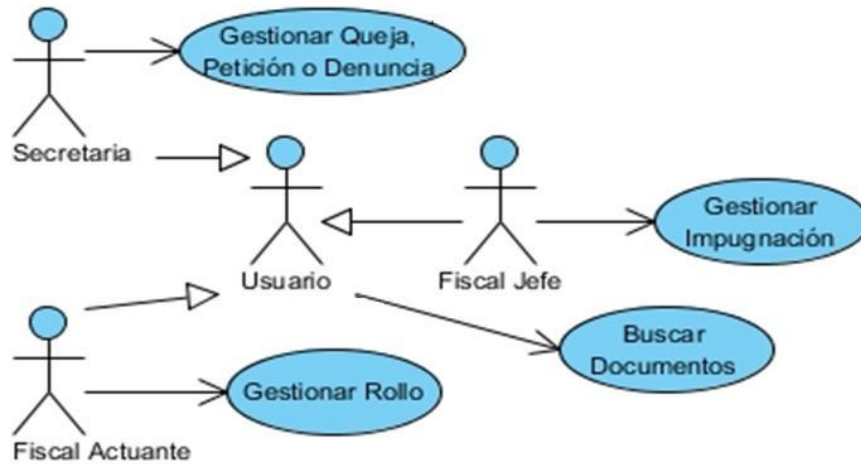 Gestionar Queja,
Petición o Denuncia
Secretaria
Usuario
Fiscal Jefe
Gestionar
Impugnación
Buscar
Documentos
Gestionar Rollo
Fiscal Actuante